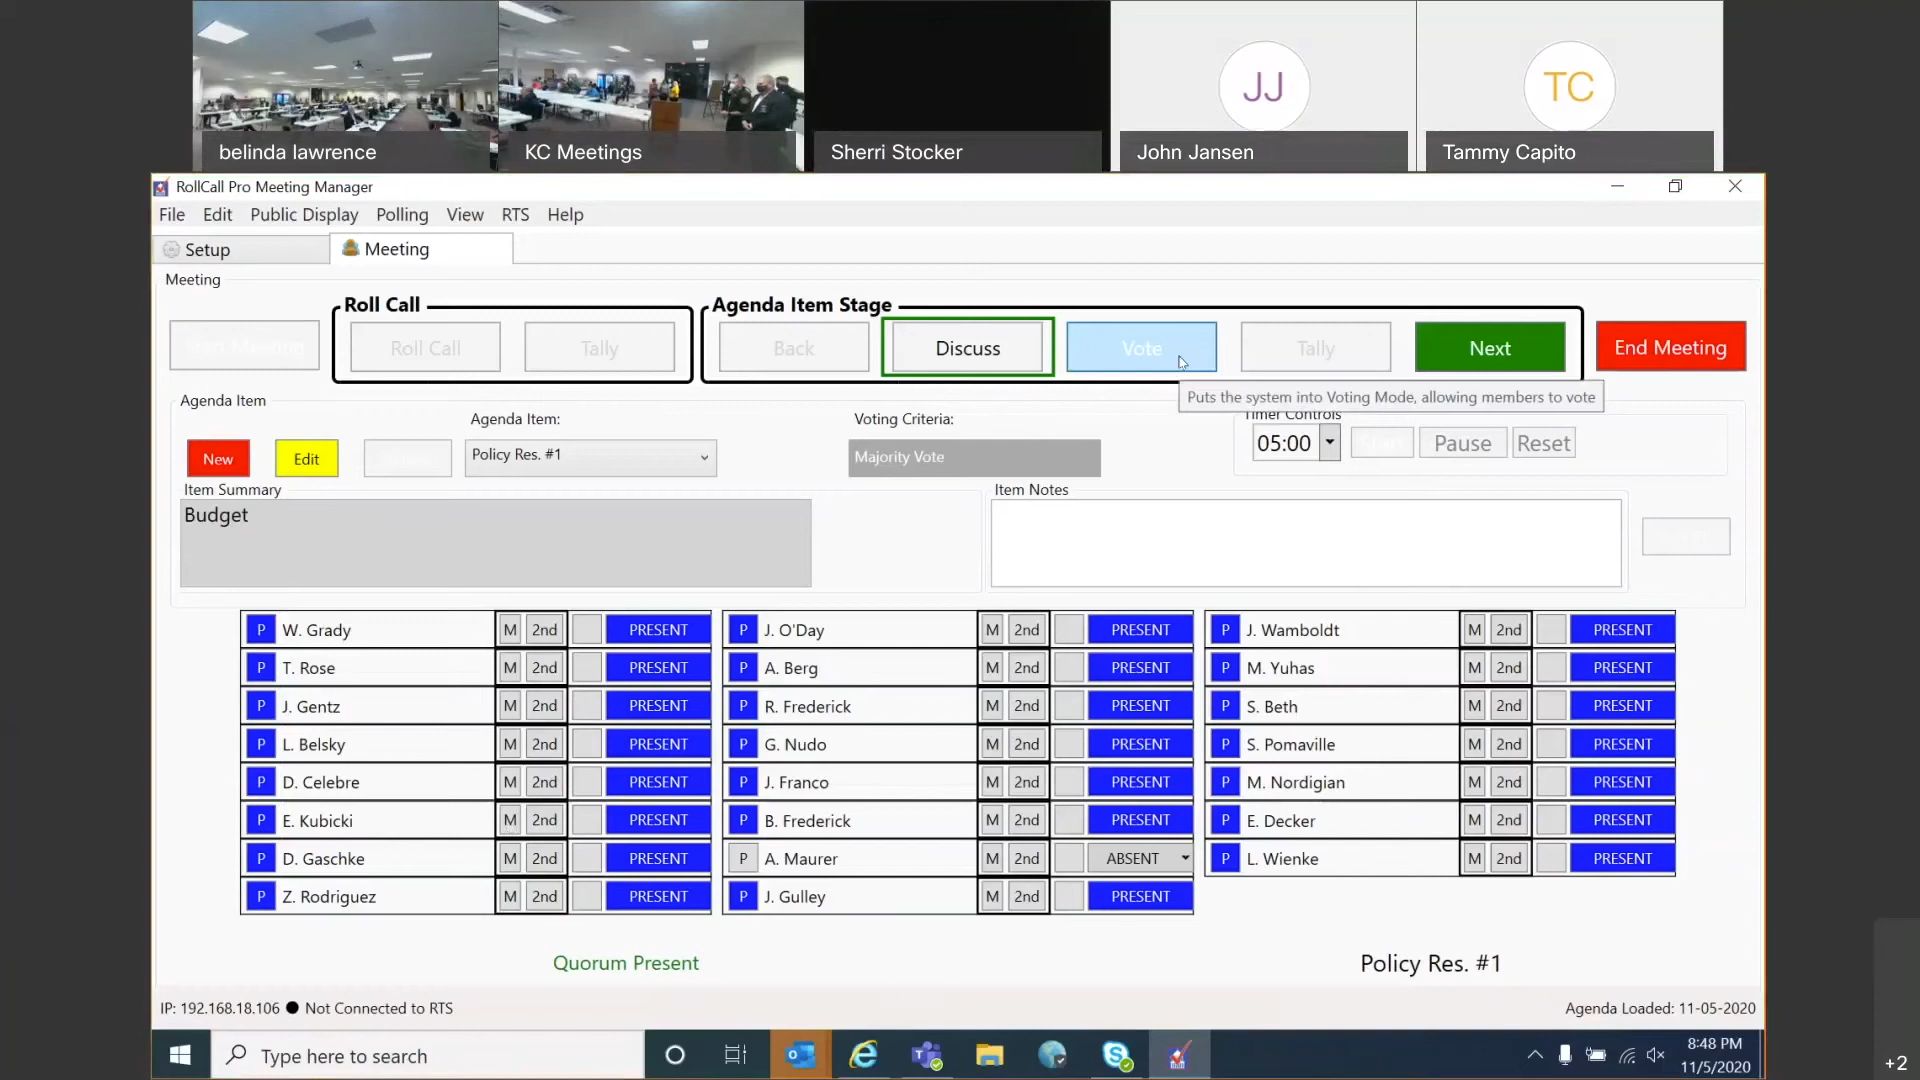 JJ
TC
belinda lawrence
KC Meetings
Sherri Stocker
John Jansen
Tammy Capito
RollCall Pro Meeting Manager
File Edit Public Display Polling View RTS Help
Setup
Meeting
Meeting
Roll Call
Agenda Item Stage
Start Meeting
Roll Call
Tally
Back
Discuss
Vote
Tally
Next
End Meeting
Puts the system into Voting Mode, allowing members to vote
Agenda Item
Agenda Item:
Voting Criteria:
Timer Controls
New
Edit
Policy Res. #1
Majority Vote
05:00
Start
Pause
Reset
Item Summary
Item Notes
Budget
P W. Grady M 2nd PRESENT
P J. O'Day M 2nd PRESENT
P J. Wamboldt M 2nd PRESENT
P T. Rose M 2nd PRESENT
P A. Berg M 2nd PRESENT
P M. Yuhas M 2nd PRESENT
P J. Gentz M 2nd PRESENT
P R. Frederick M 2nd PRESENT
P S. Beth M 2nd PRESENT
P L. Belsky M 2nd PRESENT
P G. Nudo M 2nd PRESENT
P S. Pomaville M 2nd PRESENT
P D. Celebre M 2nd PRESENT
P J. Franco M 2nd PRESENT
P M. Nordigian M 2nd PRESENT
P E. Kubicki M 2nd PRESENT
P B. Frederick M 2nd PRESENT
P E. Decker M 2nd PRESENT
P D. Gaschke M 2nd PRESENT
P A. Maurer M 2nd ABSENT
P L. Wienke M 2nd PRESENT
P Z. Rodriguez M 2nd PRESENT
P J. Gulley M 2nd PRESENT
Quorum Present
Policy Res. #1
IP: 192.168.18.106 ● Not Connected to RTS
Agenda Loaded: 11-05-2020
Type here to search
8:48 PM
11/5/2020
+2